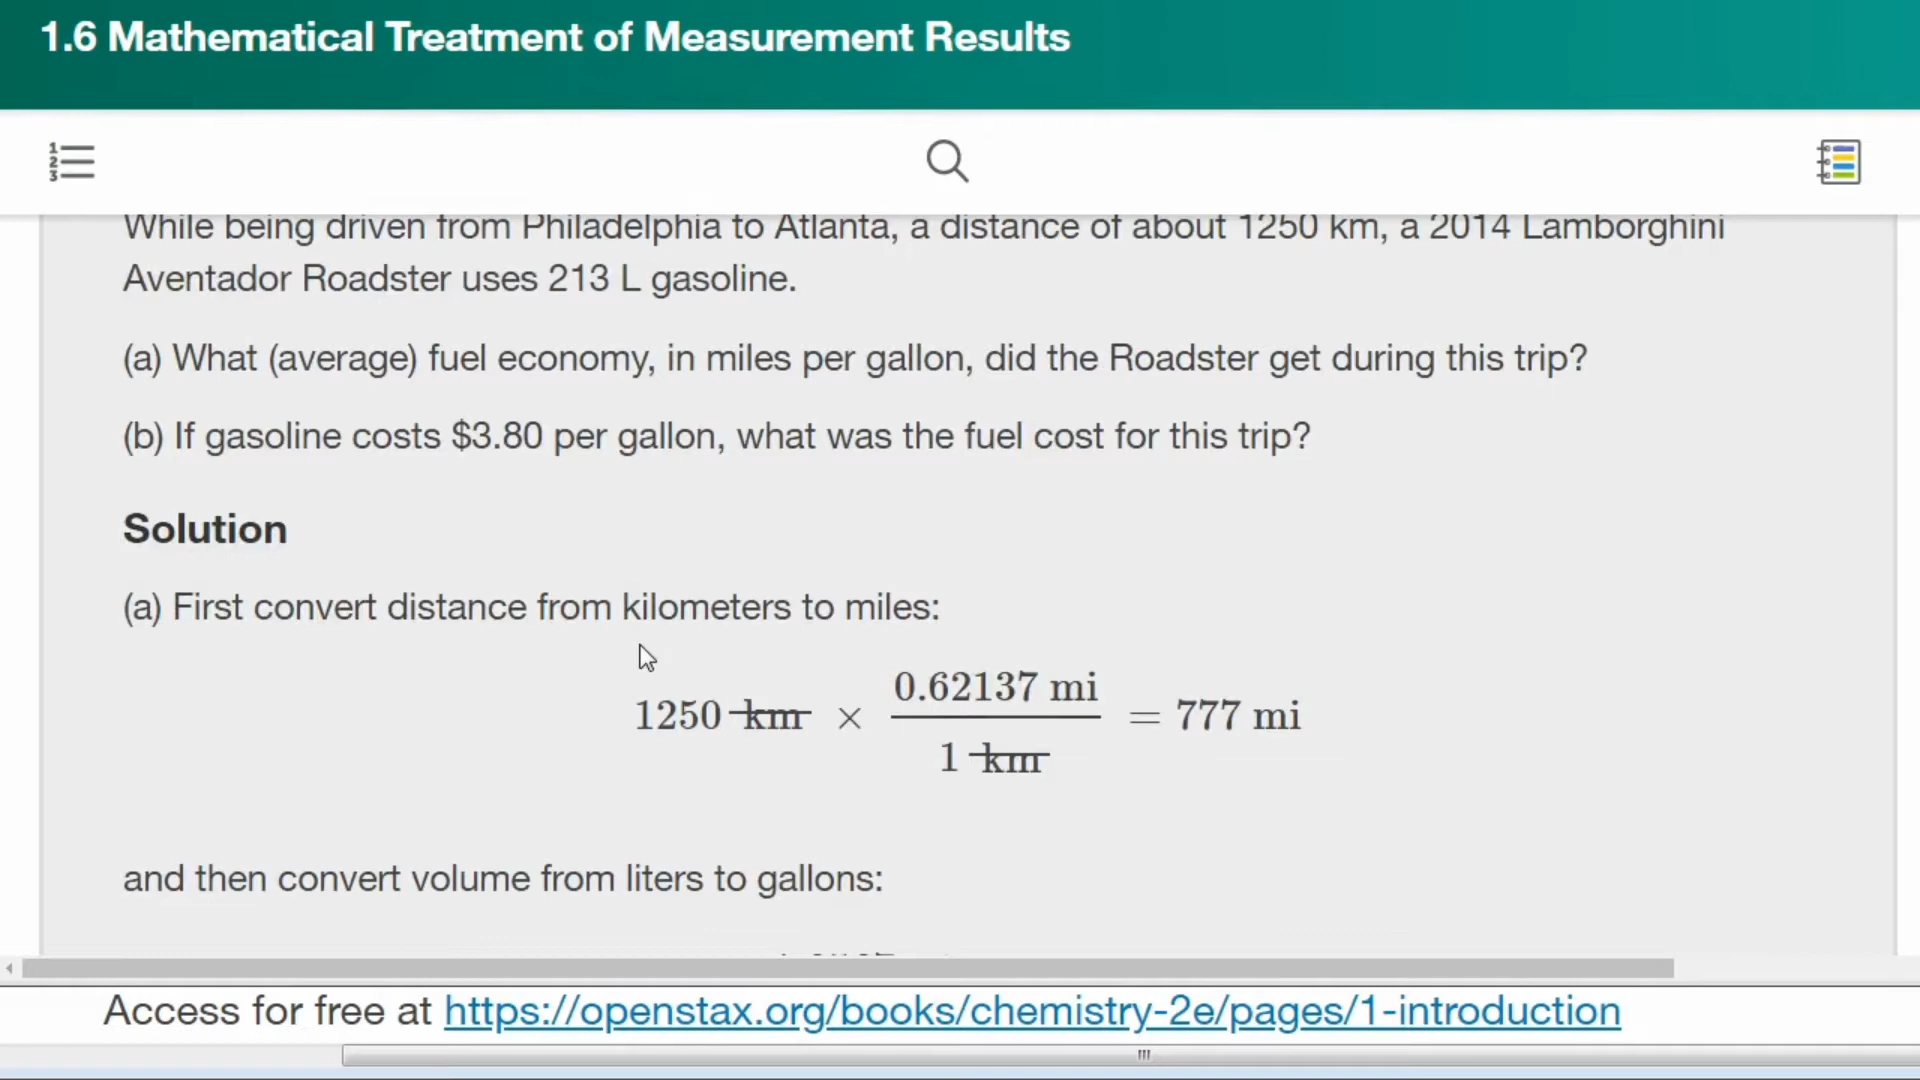 1.6 Mathematical Treatment of Measurement Results
1
2
3
While being driven from Philadelphia to Atlanta, a distance of about 1250 km, a 2014 Lamborghini
Aventador Roadster uses 213 L gasoline.
(a) What (average) fuel economy, in miles per gallon, did the Roadster get during this trip?
(b) If gasoline costs $3.80 per gallon, what was the fuel cost for this trip?
Solution
(a) First convert distance from kilometers to miles:
1250 km × 0.62137 mi / 1 km = 777 mi
and then convert volume from liters to gallons:
Access for free at https://openstax.org/books/chemistry-2e/pages/1-introduction